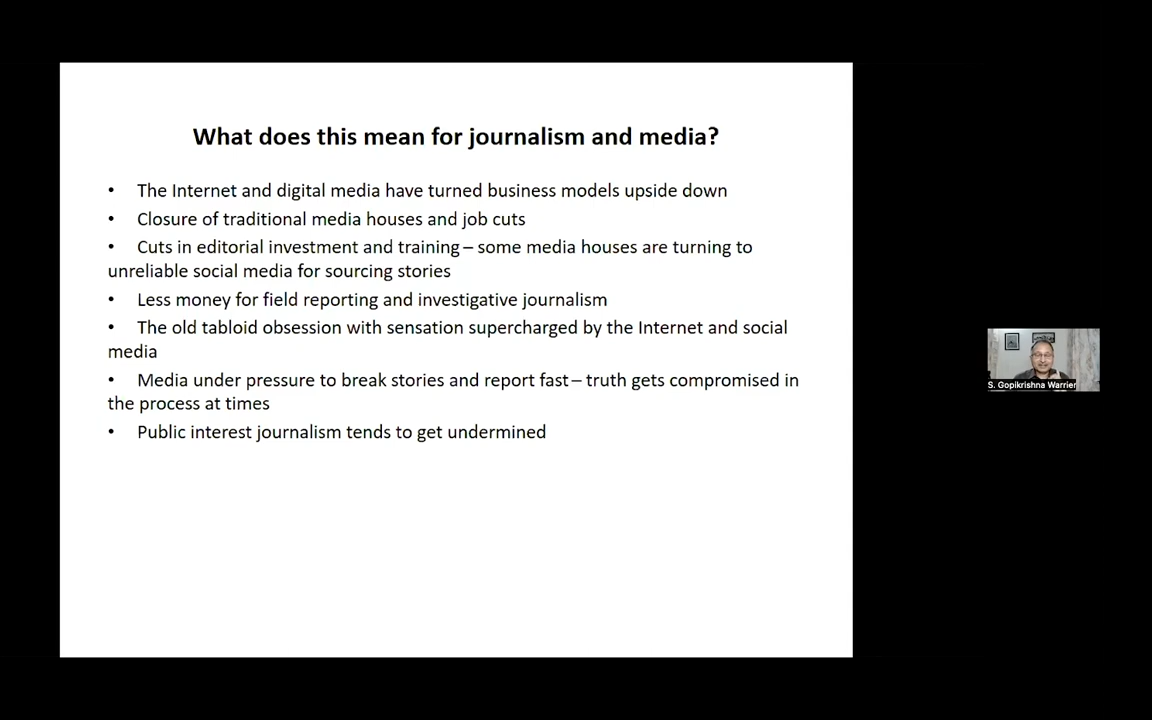 What does this mean for journalism and media?
• The Internet and digital media have turned business models upside down
• Closure of traditional media houses and job cuts
• Cuts in editorial investment and training – some media houses are turning to
unreliable social media for sourcing stories
• Less money for field reporting and investigative journalism
• The old tabloid obsession with sensation supercharged by the Internet and social
media
• Media under pressure to break stories and report fast – truth gets compromised in
the process at times
• Public interest journalism tends to get undermined
S. Gopikrishna Warrier